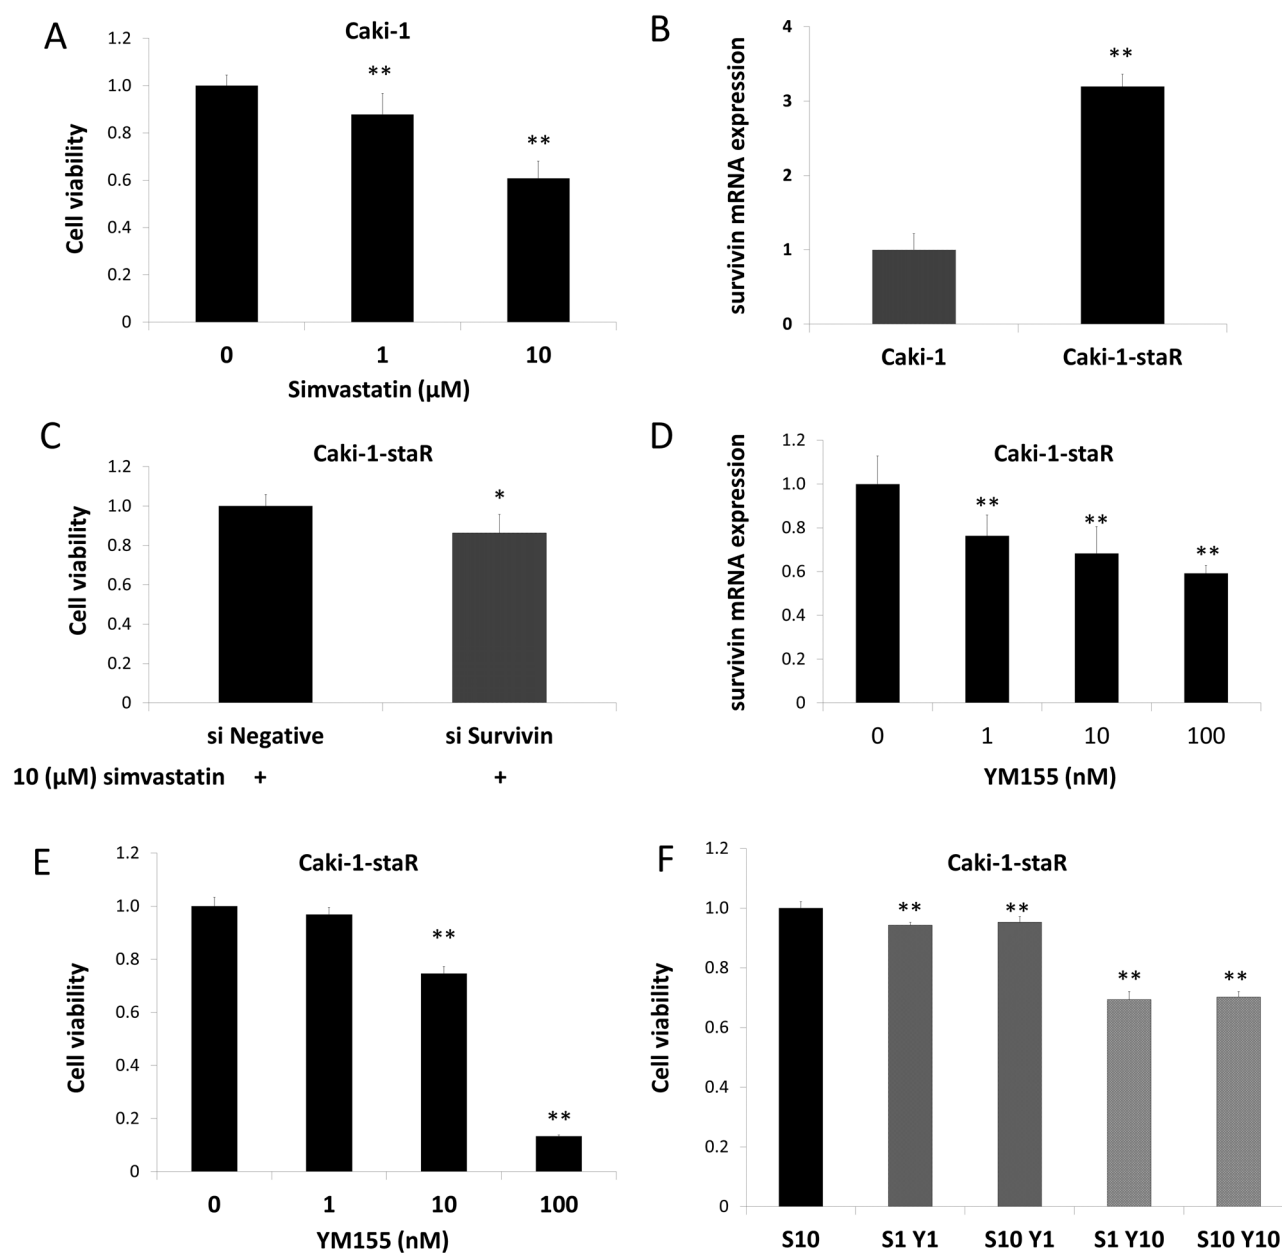 A
Caki-1
1.2
1.0
0.8
0.6
0.4
0.2
0
Cell viability
**
**
0 1 10
Simvastatin (µM)
B
4
3
2
1
0
survivin mRNA expression
**
Caki-1 Caki-1-staR
C
Caki-1-staR
1.2
1.0
0.8
0.6
0.4
0.2
0
Cell viability
*
si Negative si Survivin
10 (µM) simvastatin + +
D
Caki-1-staR
1.2
1.0
0.8
0.6
0.4
0.2
0
survivin mRNA expression
**
**
**
0 1 10 100
YM155 (nM)
E
Caki-1-staR
1.2
1.0
0.8
0.6
0.4
0.2
0
Cell viability
**
**
0 1 10 100
YM155 (nM)
F
Caki-1-staR
1.2
1.0
0.8
0.6
0.4
0.2
0
Cell viability
** **
** **
S10 S1 Y1 S10 Y1 S1 Y10 S10 Y10